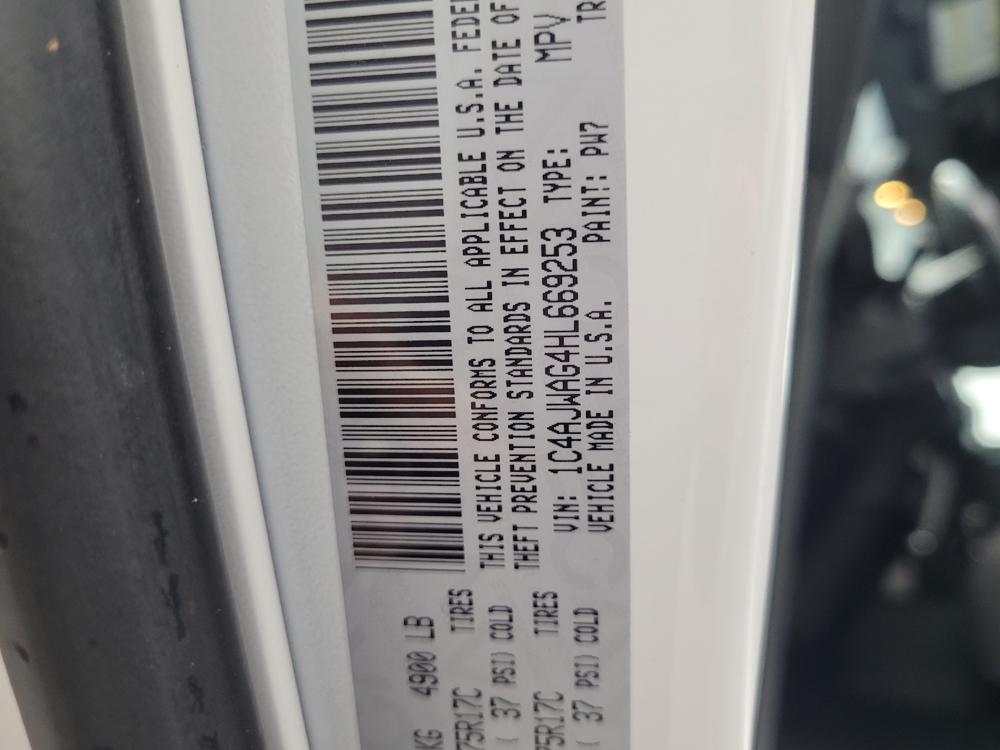 KG 4900 LB
75R17C TIRES
( 37 PSI) COLD
75R17C TIRES
( 37 PSI) COLD
THIS VEHICLE CONFORMS TO ALL APPLICABLE U.S.A. FEDE
THEFT PREVENTION STANDARDS IN EFFECT ON THE DATE OF
VIN: 1C4AJWAG4HL669253 TYPE: MPV
VEHICLE MADE IN U.S.A. PAINT: PW7 TR